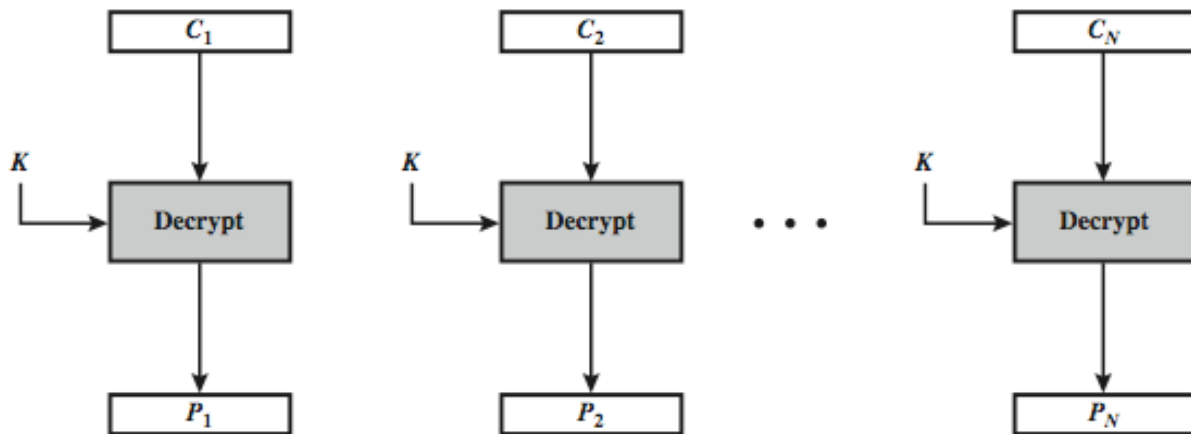 C1 C2 CN
K K K
Decrypt Decrypt • • • Decrypt
P1 P2 PN